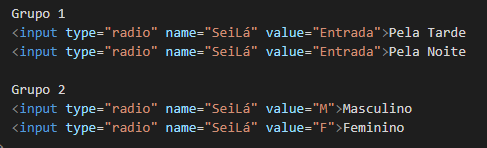 Grupo 1
<input type="radio" name="SeiLá" value="Entrada">Pela Tarde
<input type="radio" name="SeiLá" value="Entrada">Pela Noite
Grupo 2
<input type="radio" name="SeiLá" value="M">Masculino
<input type="radio" name="SeiLá" value="F">Feminino